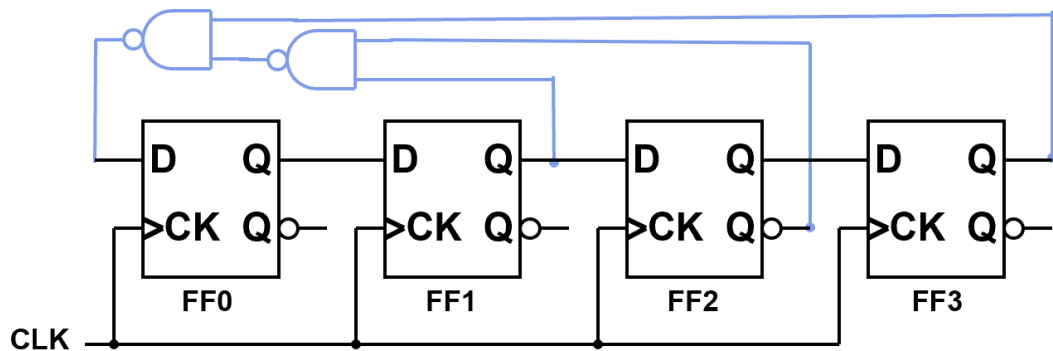 D Q D Q D Q D Q
CK Q CK Q CK Q CK Q
FF0 FF1 FF2 FF3
CLK